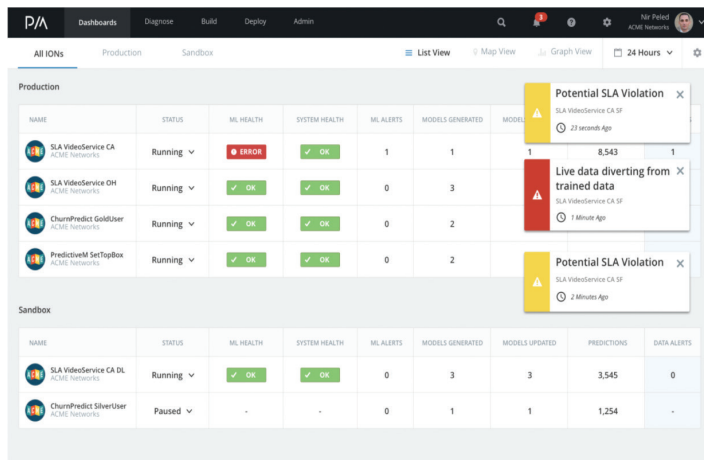 P/\\ Dashboards Diagnose Build Deploy Admin 3 Nir Peled
ACME Networks
All IONs Production Sandbox List View Map View Graph View 24 Hours
Production
NAME STATUS ML HEALTH SYSTEM HEALTH ML ALERTS MODELS GENERATED
SLA VideoService CA
ACME Networks
Running ERROR OK 1 1 1 8,543 1
SLA VideoService OH
ACME Networks
Running OK OK 0 3
ChurnPredict GoldUser
ACME Networks
Running OK OK 0 2
PredictiveM SetTopBox
ACME Networks
Running OK OK 0 2
Potential SLA Violation
SLA VideoService CA SF
23 seconds Ago
Live data diverting from
trained data
SLA VideoService CA SF
1 Minute Ago
Potential SLA Violation
SLA VideoService CA SF
2 Minutes Ago
Sandbox
NAME STATUS ML HEALTH SYSTEM HEALTH ML ALERTS MODELS GENERATED MODELS UPDATED PREDICTIONS DATA ALERTS
SLA VideoService CA DL
ACME Networks
Running OK OK 0 3 3 3,545 0
ChurnPredict SilverUser
ACME Networks
Paused - - 0 1 1 1,254 -